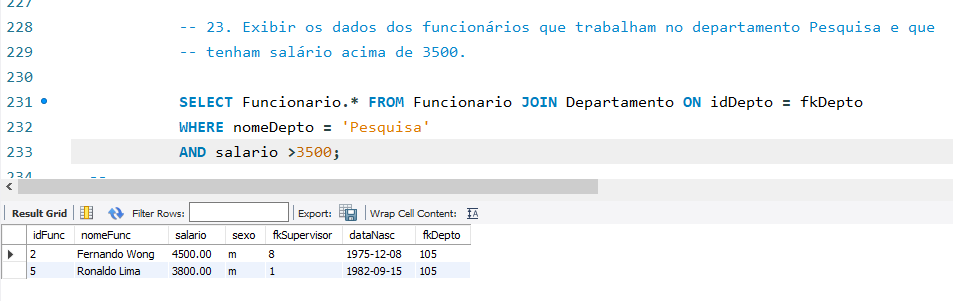 227
228 -- 23. Exibir os dados dos funcionários que trabalham no departamento Pesquisa e que
229 -- tenham salário acima de 3500.
230
231 SELECT Funcionario.* FROM Funcionario JOIN Departamento ON idDepto = fkDepto
232 WHERE nomeDepto = 'Pesquisa'
233 AND salario >3500;
234 --
Result Grid Filter Rows: Export: Wrap Cell Content: IA
idFunc nomeFunc salario sexo fkSupervisor dataNasc fkDepto
2 Fernando Wong 4500.00 m 8 1975-12-08 105
5 Ronaldo Lima 3800.00 m 1 1982-09-15 105